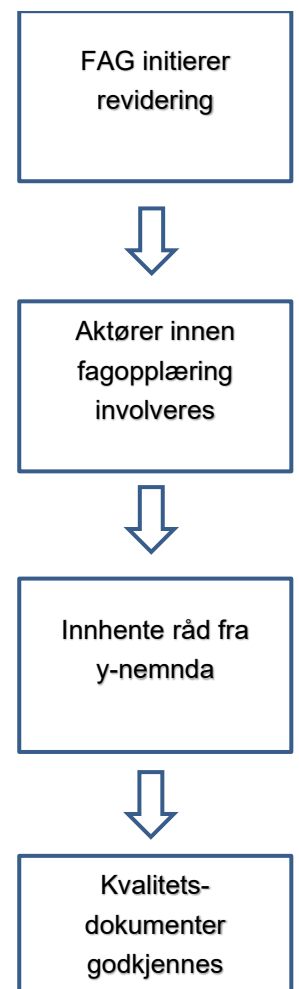 FAG initierer
revidering
Aktører innen
fagopplæring
involveres
Innhente råd fra
y-nemnda
Kvalitets-
dokumenter
godkjennes